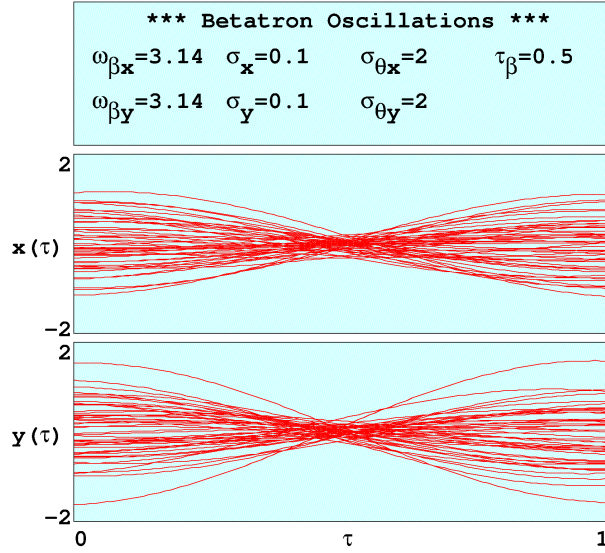 *** Betatron Oscillations ***
ωβx=3.14 σx=0.1 σθx=2 τβ=0.5
ωβy=3.14 σy=0.1 σθy=2
2
x(τ)
−2
2
y(τ)
−2
0 τ 1